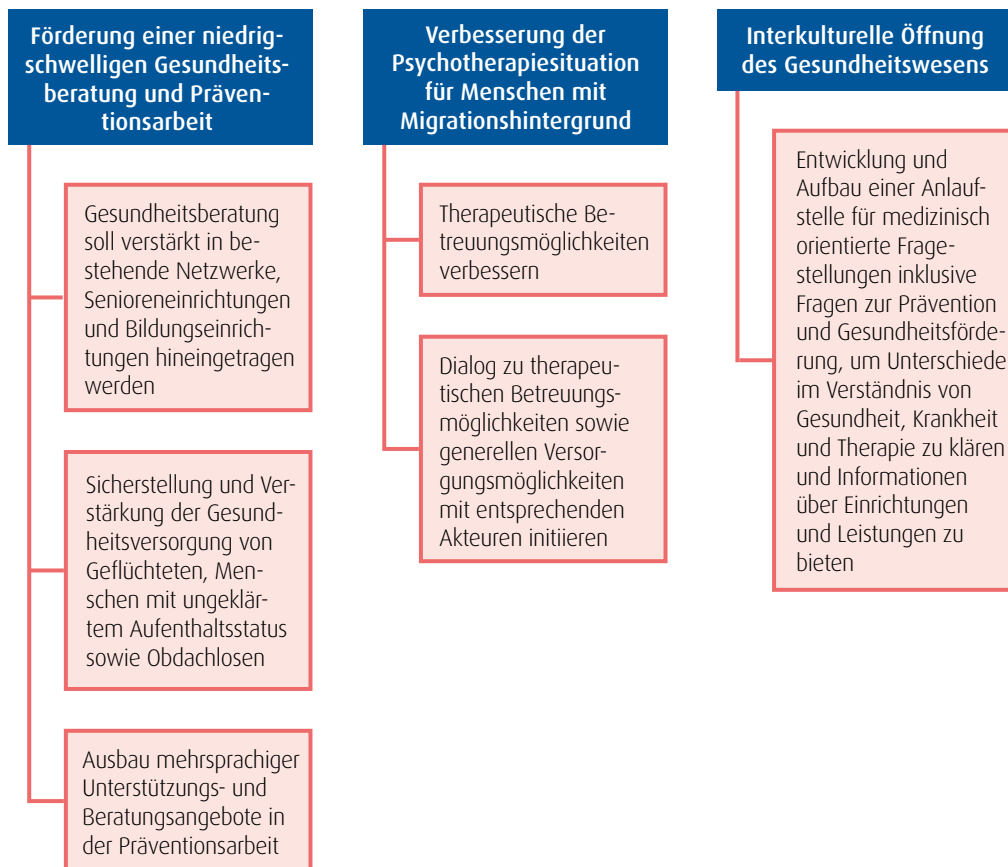 Förderung einer niedrig-
schwelligen Gesundheits-
beratung und Präven-
tionsarbeit
Gesundheitsberatung
soll verstärkt in be-
stehende Netzwerke,
Senioreneinrichtungen
und Bildungseinrich-
tungen hineingetragen
werden
Sicherstellung und Ver-
stärkung der Gesund-
heitsversorgung von
Geflüchteten, Men-
schen mit ungeklär-
tem Aufenthaltsstatus
sowie Obdachlosen
Ausbau mehrsprachiger
Unterstützungs- und
Beratungsangebote in
der Präventionsarbeit
Verbesserung der
Psychotherapiesituation
für Menschen mit
Migrationshintergrund
Therapeutische Be-
treuungsmöglichkeiten
verbessern
Dialog zu therapeu-
tischen Betreuungs-
möglichkeiten sowie
generellen Versor-
gungsmöglichkeiten
mit entsprechenden
Akteuren initiieren
Interkulturelle Öffnung
des Gesundheitswesens
Entwicklung und
Aufbau einer Anlauf-
stelle für medizinisch
orientierte Frage-
stellungen inklusive
Fragen zur Prävention
und Gesundheitsförde-
rung, um Unterschiede
im Verständnis von
Gesundheit, Krankheit
und Therapie zu klären
und Informationen
über Einrichtungen
und Leistungen zu
bieten